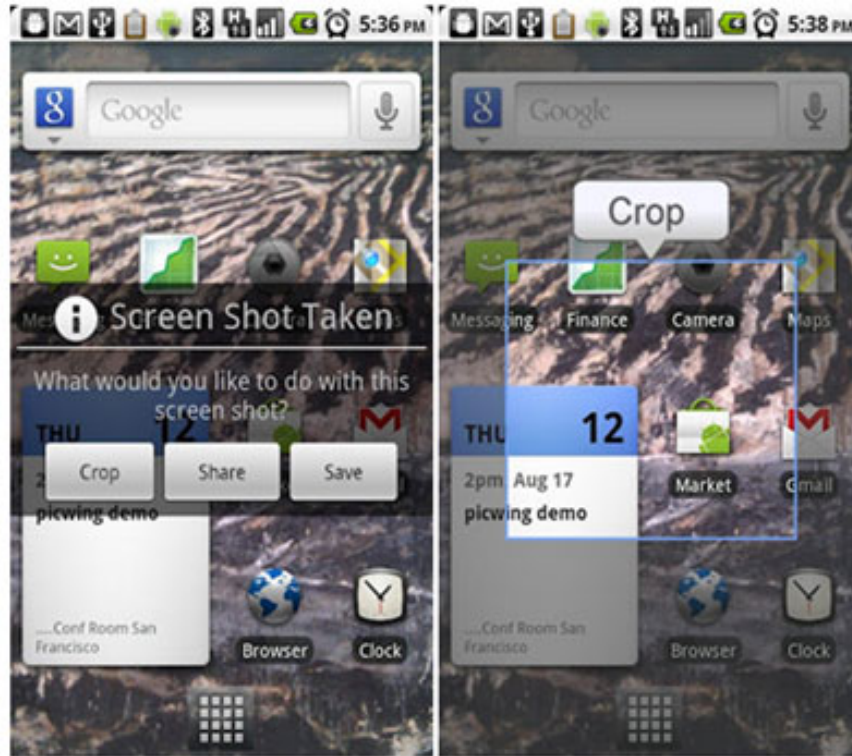 5:36 PM
Google
Screen Shot Taken
What would you like to do with this
screen shot?
THU 12
Crop Share Save
picwing demo
....Conf Room San
Francisco
Browser Clock
5:38 PM
Google
Crop
Messaging Finance Camera Maps
THU 12
2pm Aug 17
picwing demo
Market Gmail
....Conf Room San
Francisco
Browser Clock